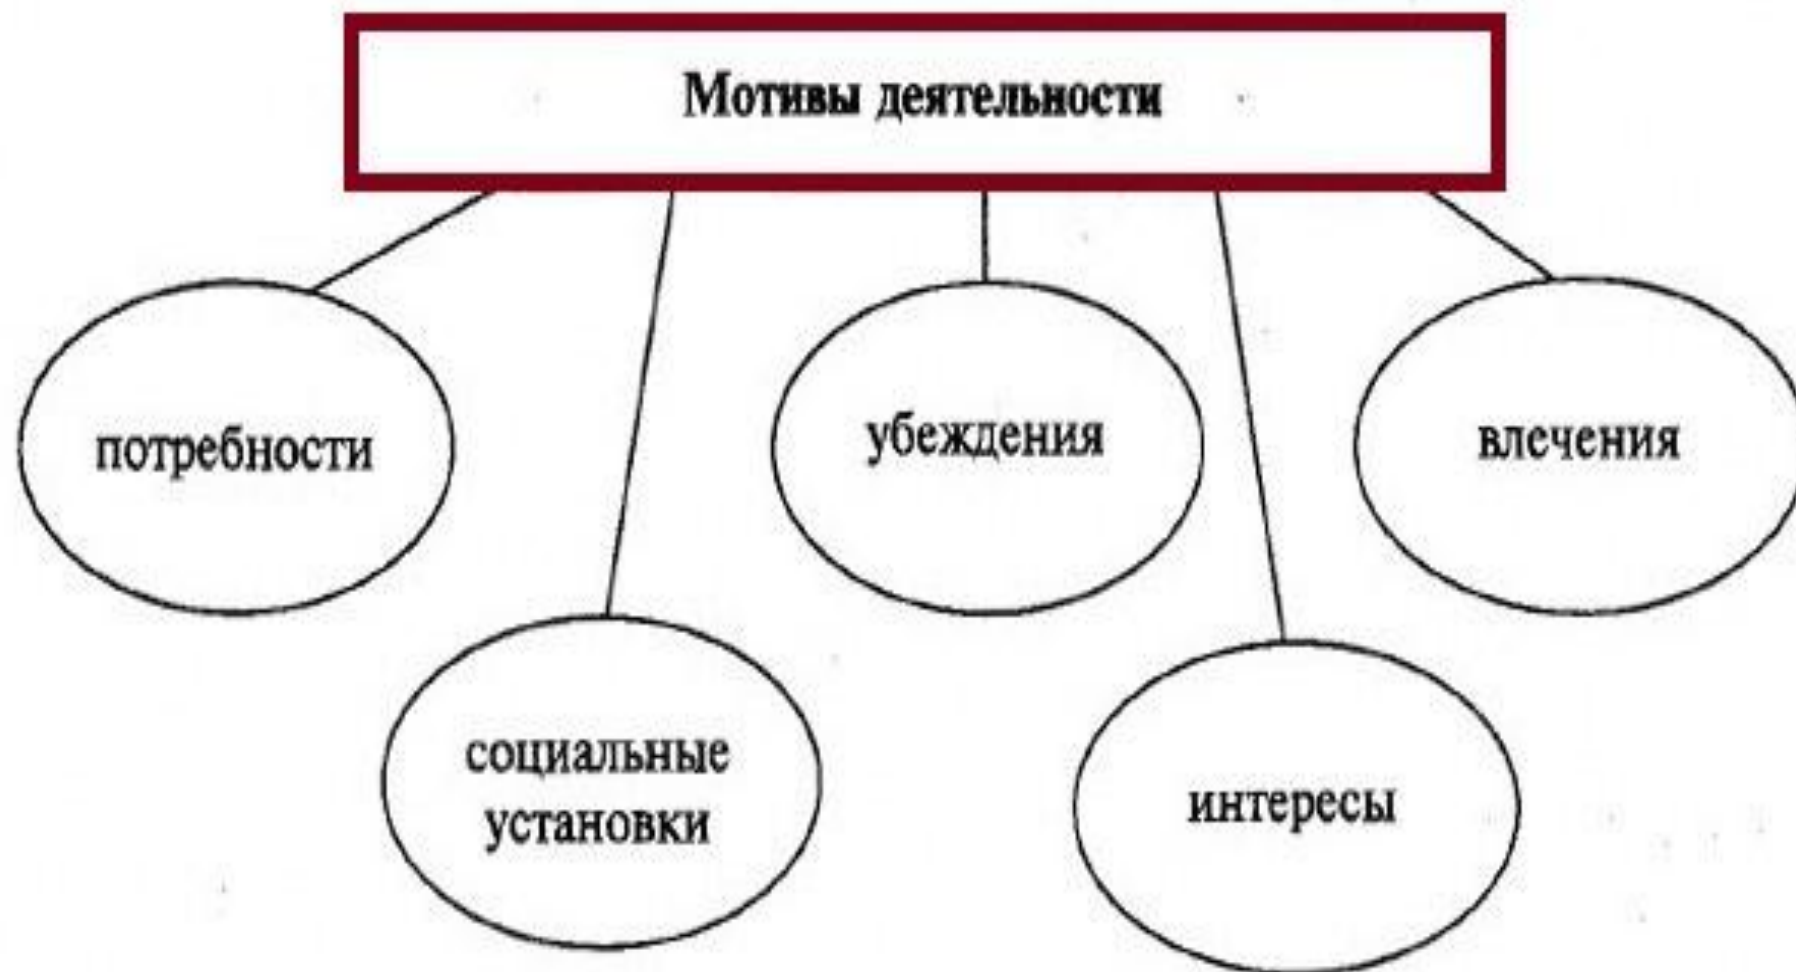 Мотивы деятельности
потребности
убеждения
влечения
социальные
установки
интересы